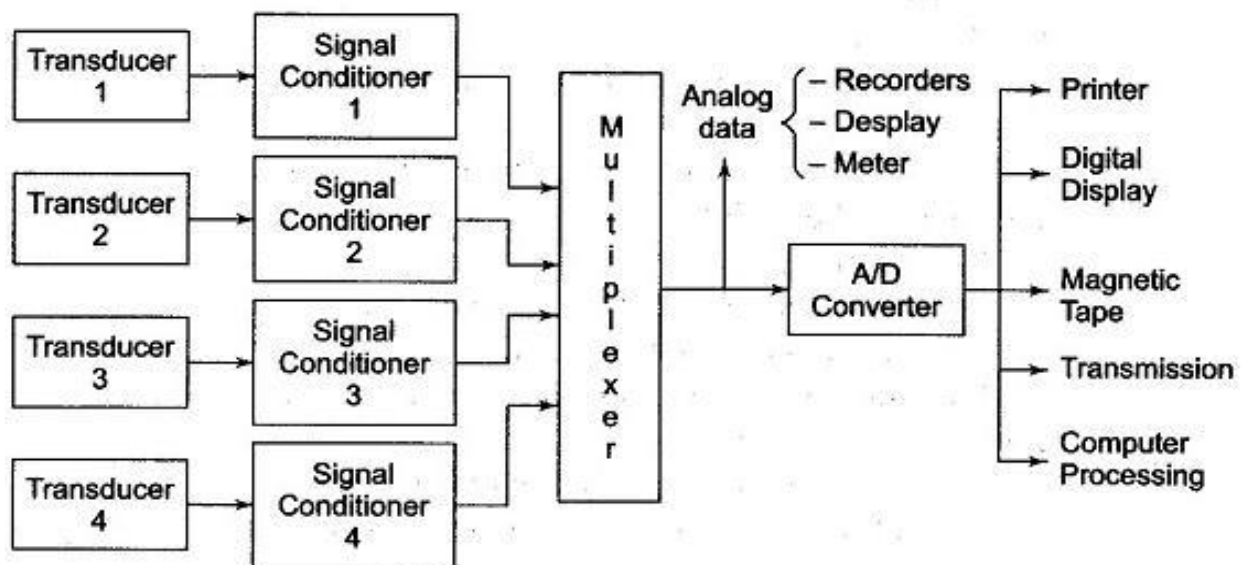 Transducer
1
Signal
Conditioner
1
Transducer
2
Signal
Conditioner
2
Transducer
3
Signal
Conditioner
3
Transducer
4
Signal
Conditioner
4
Multiplexer
Analog
data
– Recorders
– Desplay
– Meter
A/D
Converter
Printer
Digital
Display
Magnetic
Tape
Transmission
Computer
Processing